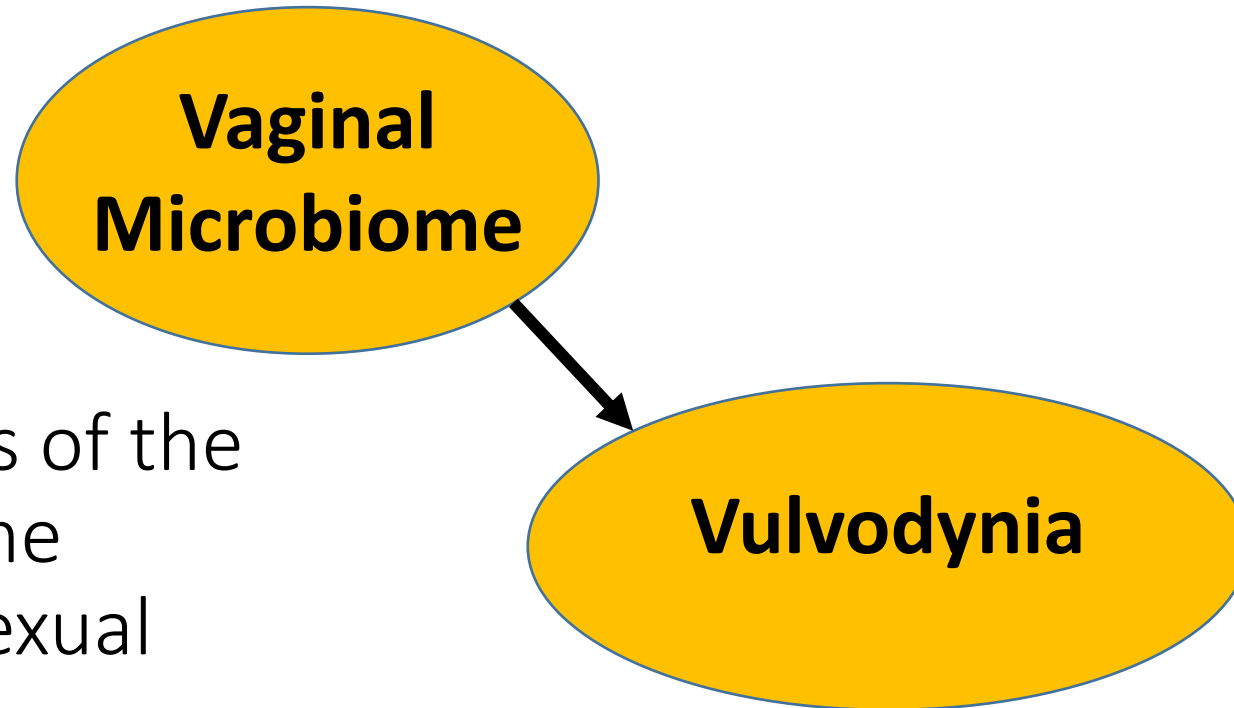 Vaginal
Microbiome
s of the
ne
exual
Vulvodynia